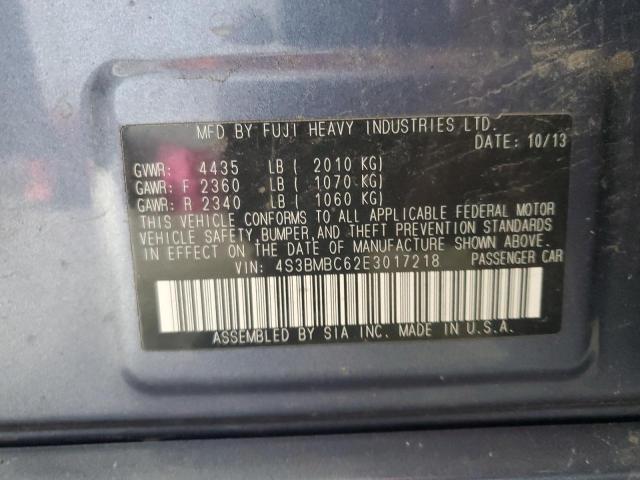 MFD BY FUJI HEAVY INDUSTRIES LTD.
DATE: 10/13
GVWR: 4435 LB ( 2010 KG)
GAWR: F 2360 LB ( 1070 KG)
GAWR: R 2340 LB ( 1060 KG)
THIS VEHICLE CONFORMS TO ALL APPLICABLE FEDERAL MOTOR
VEHICLE SAFETY,BUMPER,AND THEFT PREVENTION STANDARDS
IN EFFECT ON THE DATE OF MANUFACTURE SHOWN ABOVE.
VIN: 4S3BMBC62E3017218 PASSENGER CAR
ASSEMBLED BY SIA INC. MADE IN U.S.A.